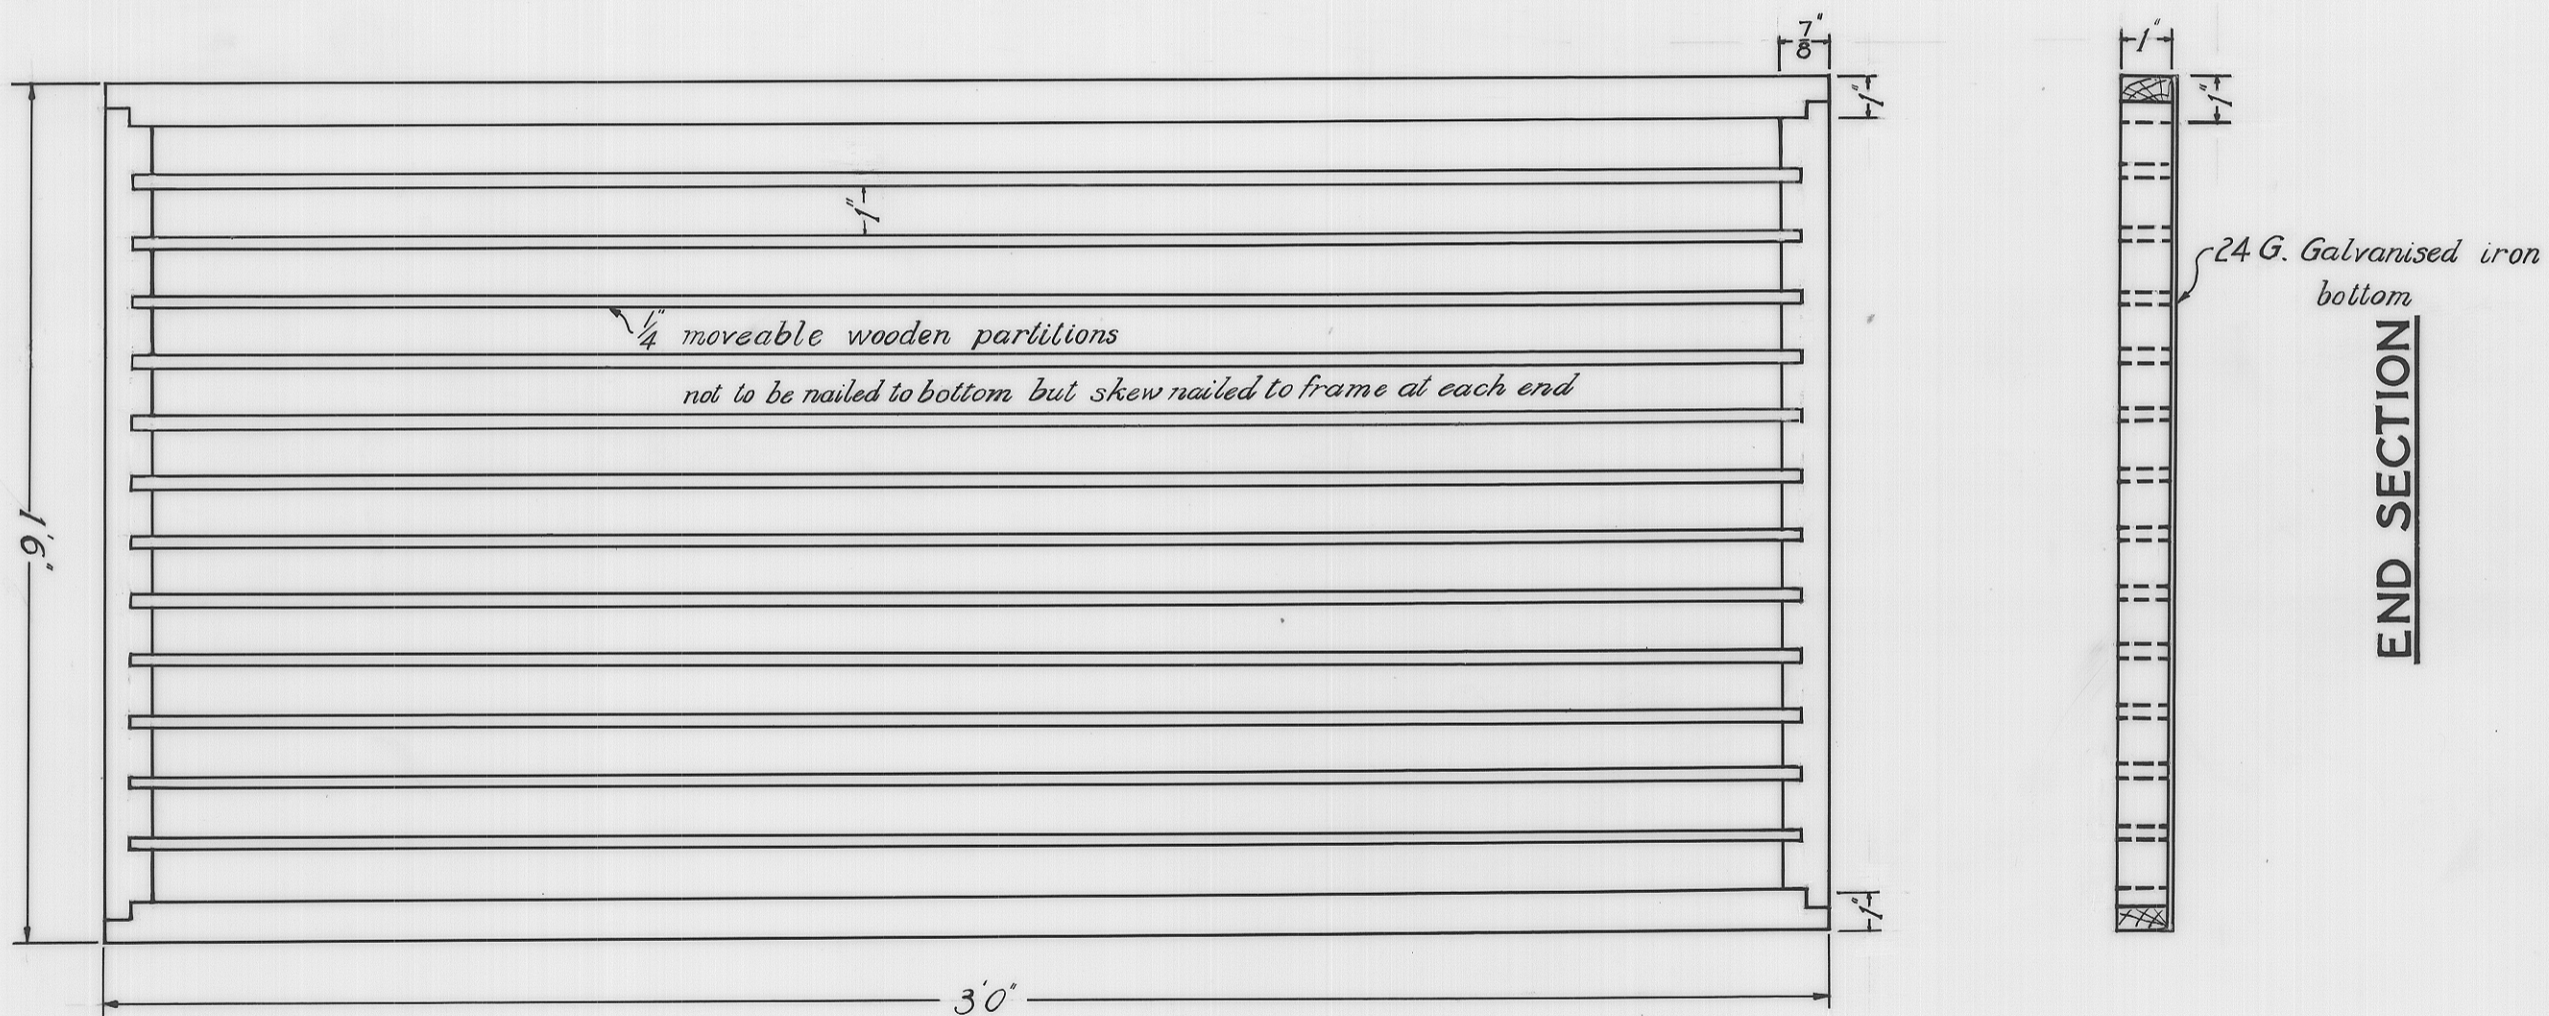 7/8"
1"
1"
1"
1"
24 G. Galvanised iron
bottom
1/4" moveable wooden partitions
not to be nailed to bottom but skew nailed to frame at each end
END SECTION
1'6"
1"
3'0"